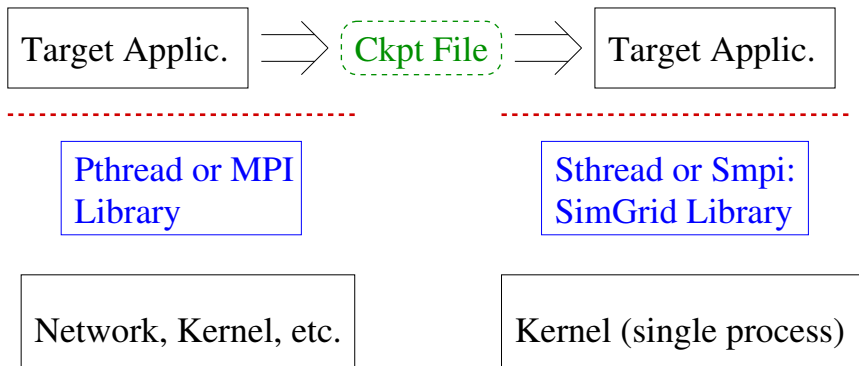 Target Applic.
Ckpt File
Target Applic.
Pthread or MPI
Library
Sthread or Smpi:
SimGrid Library
Network, Kernel, etc.
Kernel (single process)